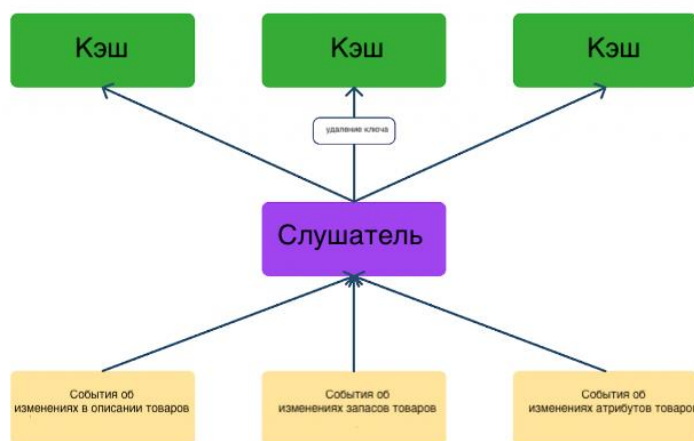 Кэш
Кэш
Кэш
удаление ключа
Слушатель
События об
изменениях в описании товаров
События об
изменениях запасов товаров
События об
изменениях атрибутов товаров